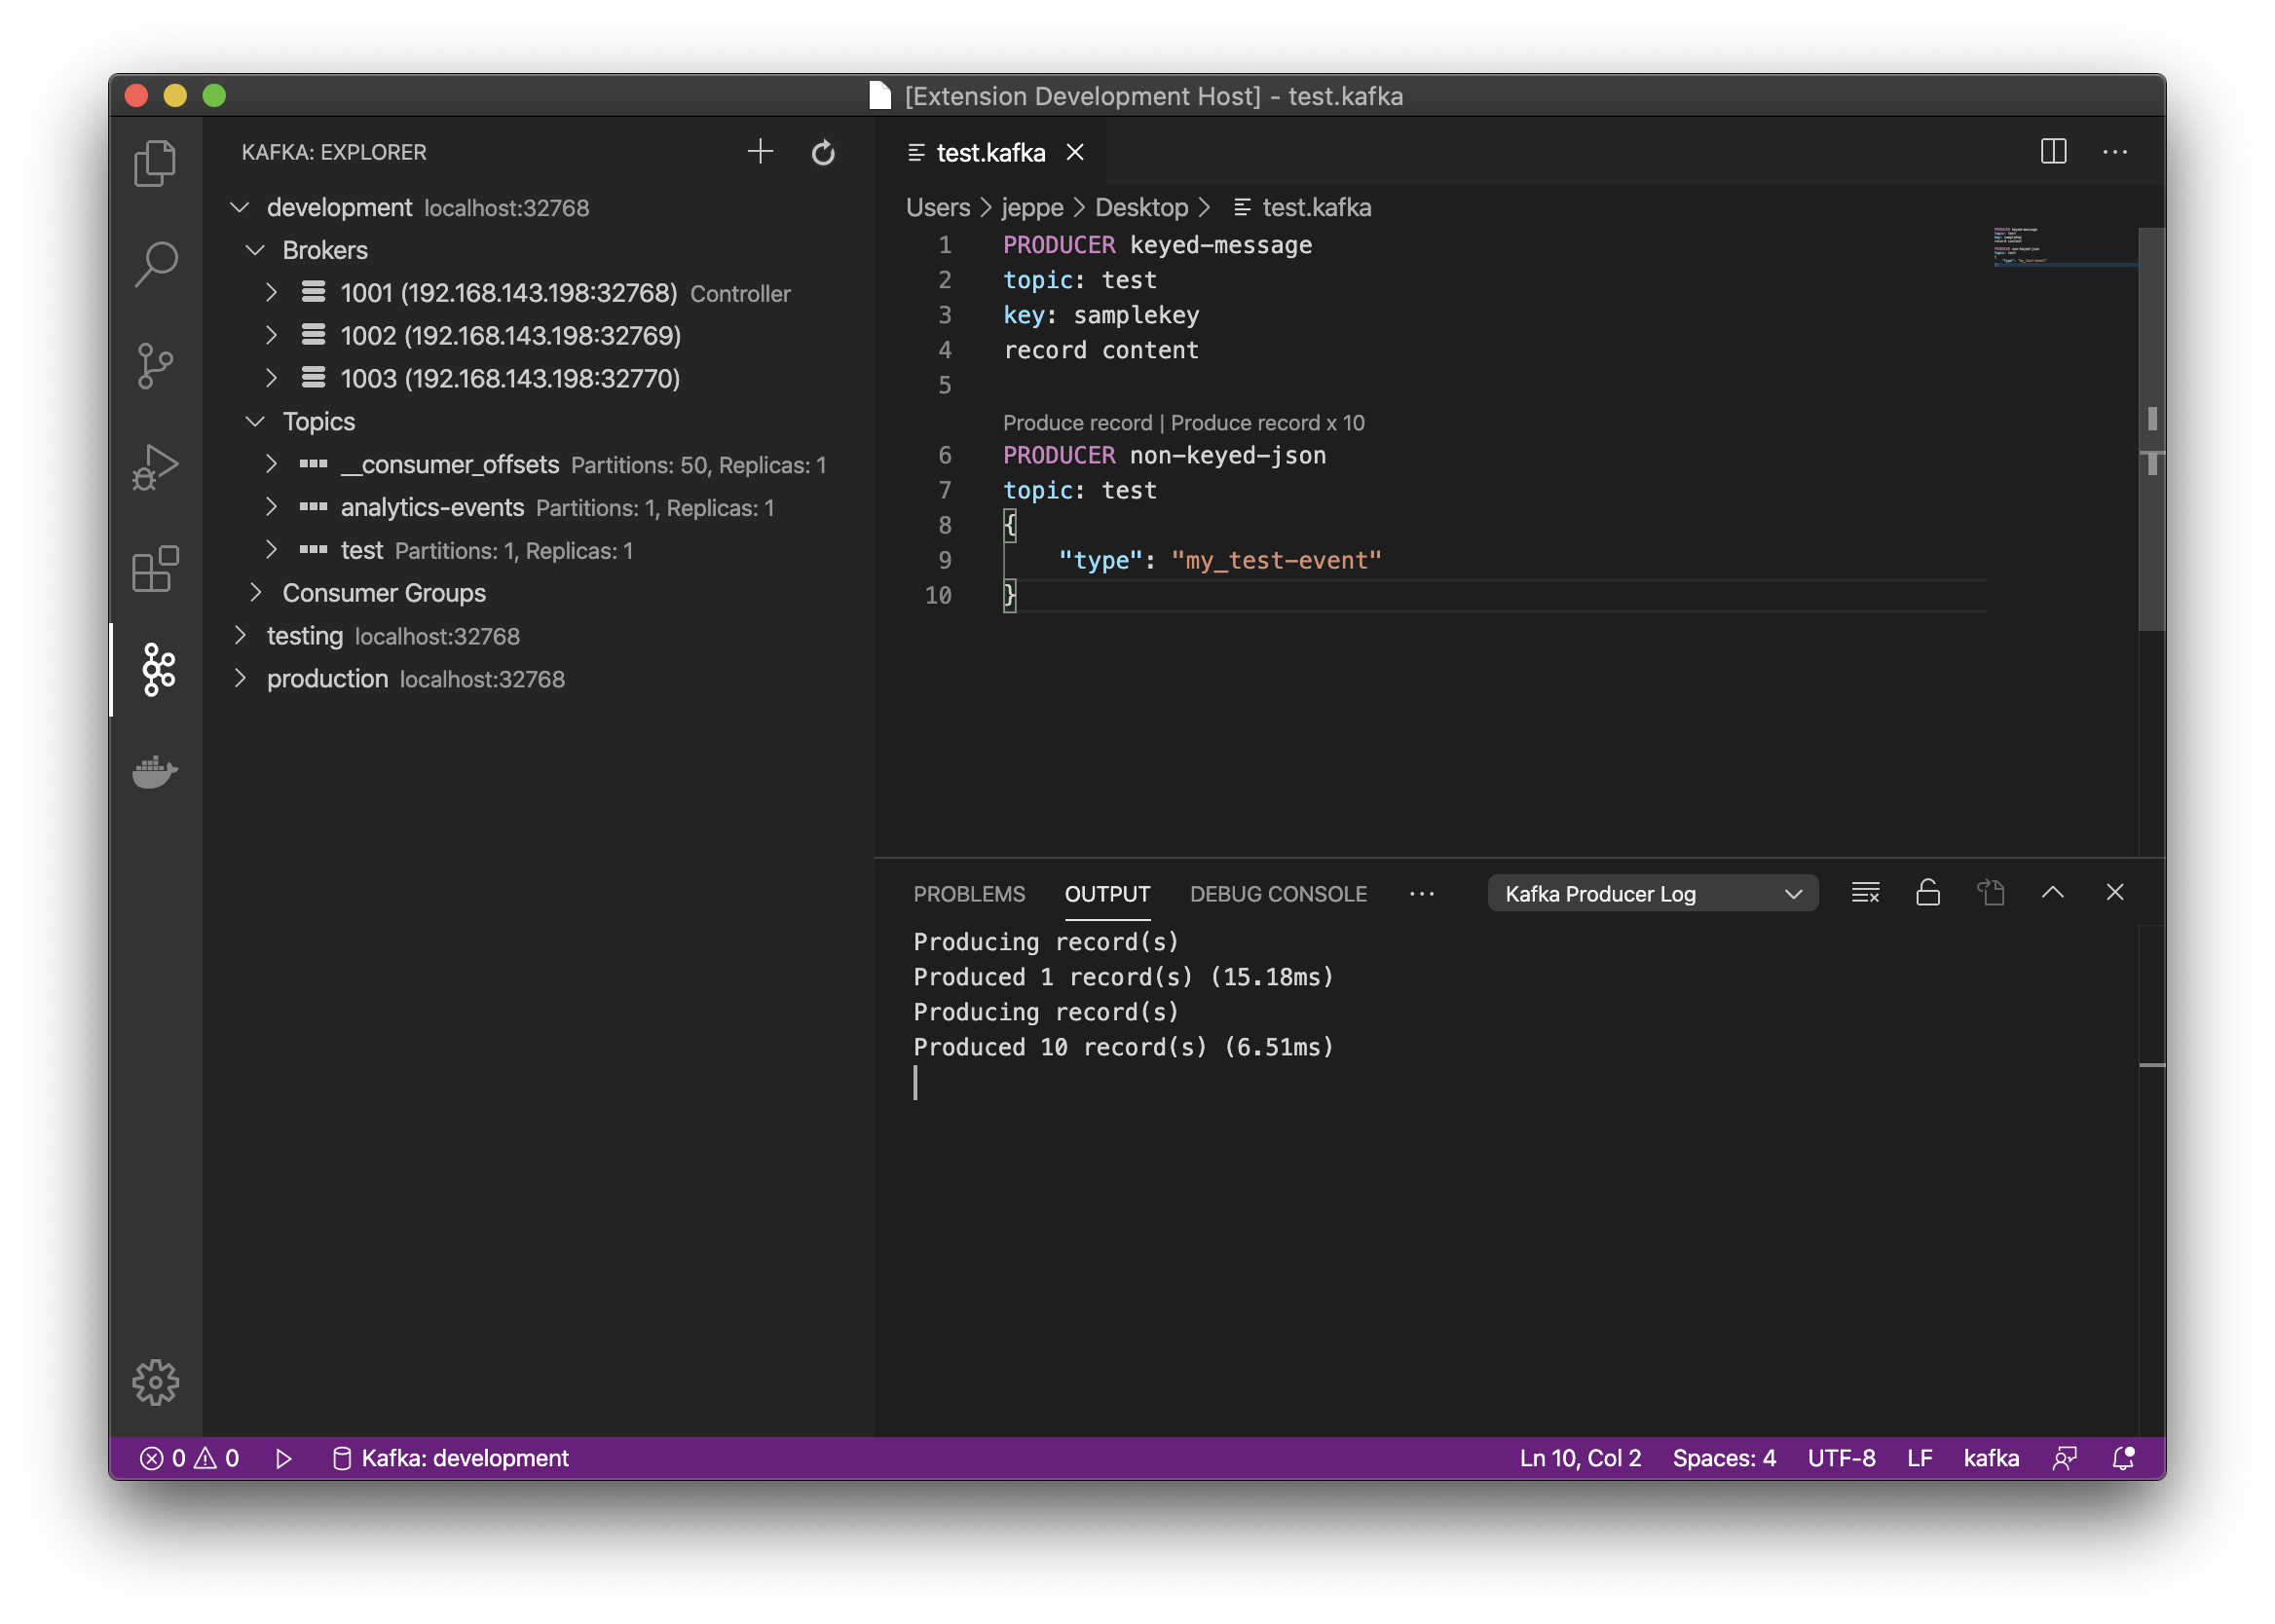 [Extension Development Host] - test.kafka
KAFKA: EXPLORER
development localhost:32768
Brokers
1001 (192.168.143.198:32768) Controller
1002 (192.168.143.198:32769)
1003 (192.168.143.198:32770)
Topics
__consumer_offsets Partitions: 50, Replicas: 1
analytics-events Partitions: 1, Replicas: 1
test Partitions: 1, Replicas: 1
Consumer Groups
testing localhost:32768
production localhost:32768
test.kafka
Users > jeppe > Desktop > test.kafka
1 PRODUCER keyed-message
2 topic: test
3 key: samplekey
4 record content
5
Produce record | Produce record x 10
6 PRODUCER non-keyed-json
7 topic: test
8 {
9 "type": "my_test-event"
10 }
PROBLEMS OUTPUT DEBUG CONSOLE ··· Kafka Producer Log
Producing record(s)
Produced 1 record(s) (15.18ms)
Producing record(s)
Produced 10 record(s) (6.51ms)
0 0 Kafka: development Ln 10, Col 2 Spaces: 4 UTF-8 LF kafka